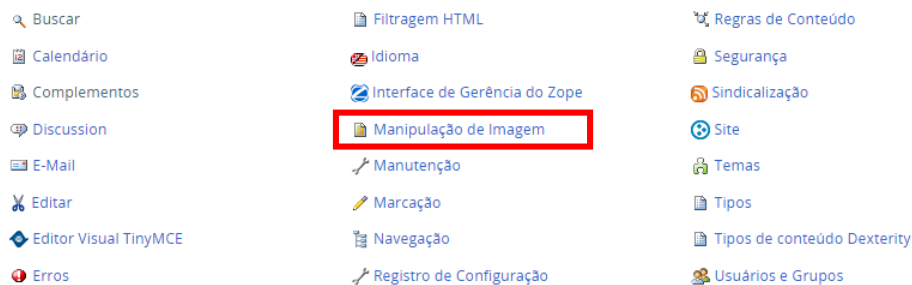 Buscar
Filtragem HTML
Regras de Conteúdo
Calendário
Idioma
Segurança
Complementos
Interface de Gerência do Zope
Sindicalização
Discussion
Manipulação de Imagem
Site
E-Mail
Manutenção
Temas
Editar
Marcação
Tipos
Editor Visual TinyMCE
Navegação
Tipos de conteúdo Dexterity
Erros
Registro de Configuração
Usuários e Grupos